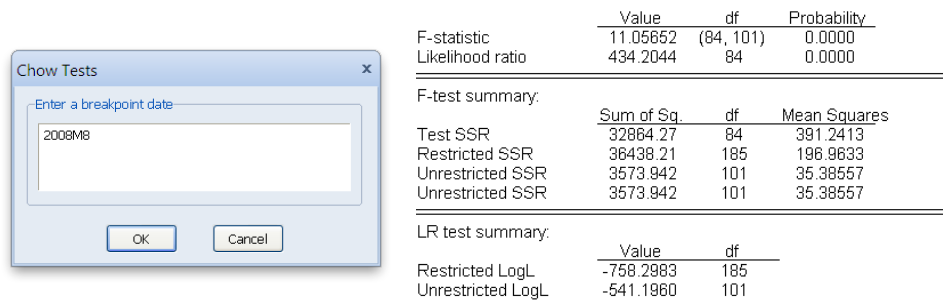 Chow Tests x
Enter a breakpoint date
2008M8
OK Cancel
Value df Probability
F-statistic 11.05652 (84, 101) 0.0000
Likelihood ratio 434.2044 84 0.0000
F-test summary:
Sum of Sq. df Mean Squares
Test SSR 32864.27 84 391.2413
Restricted SSR 36438.21 185 196.9633
Unrestricted SSR 3573.942 101 35.38557
Unrestricted SSR 3573.942 101 35.38557
LR test summary:
Value df
Restricted LogL -758.2983 185
Unrestricted LogL -541.1960 101